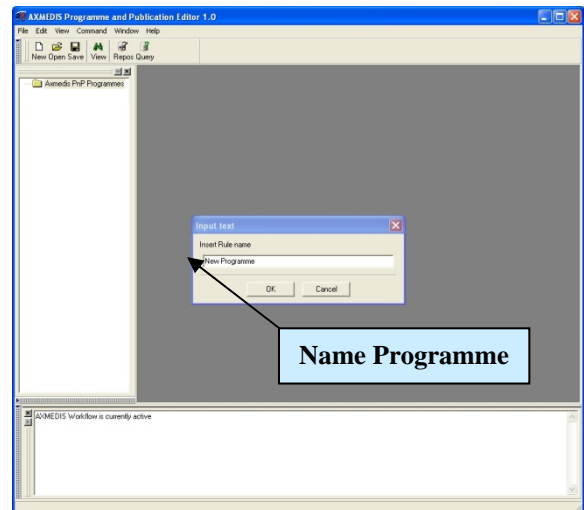 AXMEDIS Programme and Publication Editor 1.0
File Edit View Command Window Help
New Open Save View Repos Query
Axmedis PnP Programmes
Input text
Insert Rule name
New Programme
OK Cancel
Name Programme
AXMEDIS Workflow is currently active